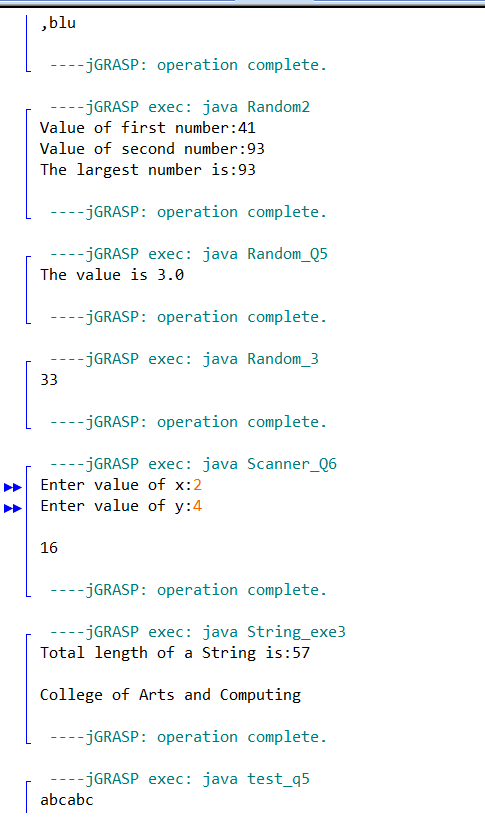 ,blu
----jGRASP: operation complete.
----jGRASP exec: java Random2
Value of first number:41
Value of second number:93
The largest number is:93
----jGRASP: operation complete.
----jGRASP exec: java Random_Q5
The value is 3.0
----jGRASP: operation complete.
----jGRASP exec: java Random_3
33
----jGRASP: operation complete.
----jGRASP exec: java Scanner_Q6
Enter value of x:2
Enter value of y:4
16
----jGRASP: operation complete.
----jGRASP exec: java String_exe3
Total length of a String is:57
College of Arts and Computing
----jGRASP: operation complete.
----jGRASP exec: java test_q5
abcabc